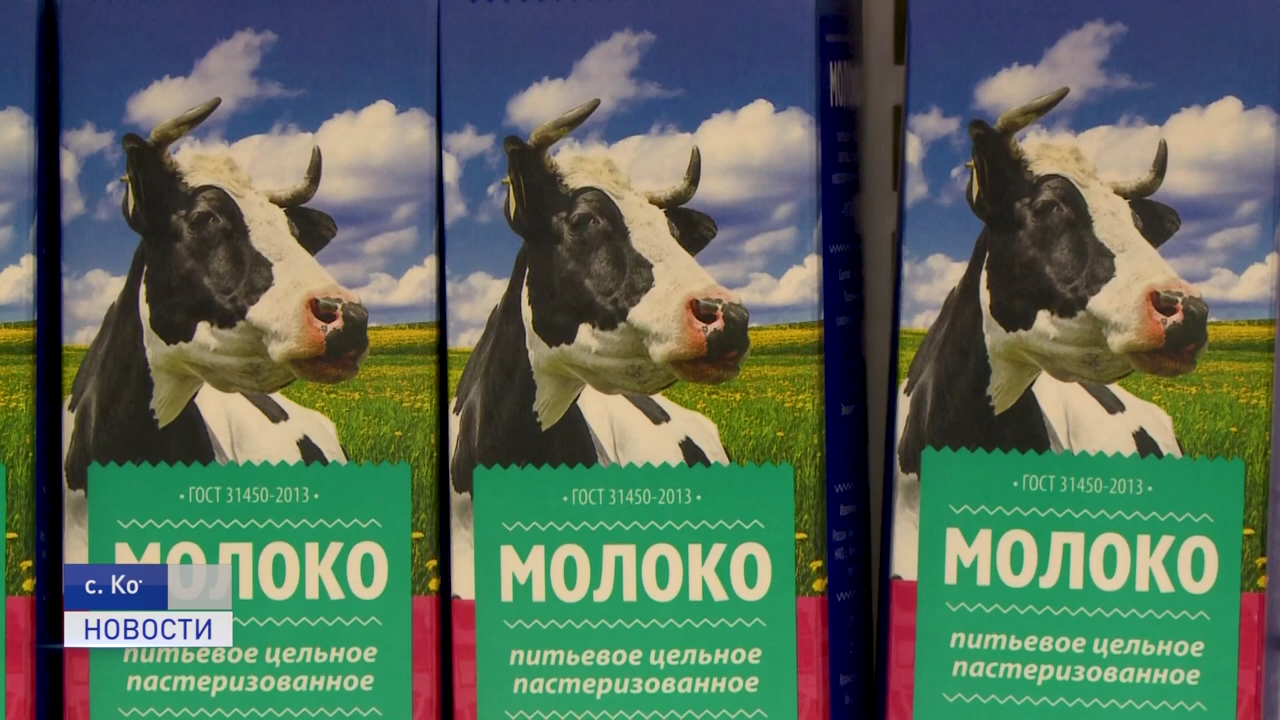 • ГОСТ 31450-2013 •
МОЛОКО
питьевое цельное
пастеризованное
• ГОСТ 31450-2013 •
МОЛОКО
питьевое цельное
пастеризованное
• ГОСТ 31450-2013 •
МОЛОКО
питьевое цельное
пастеризованное
с. Ко
НОВОСТИ